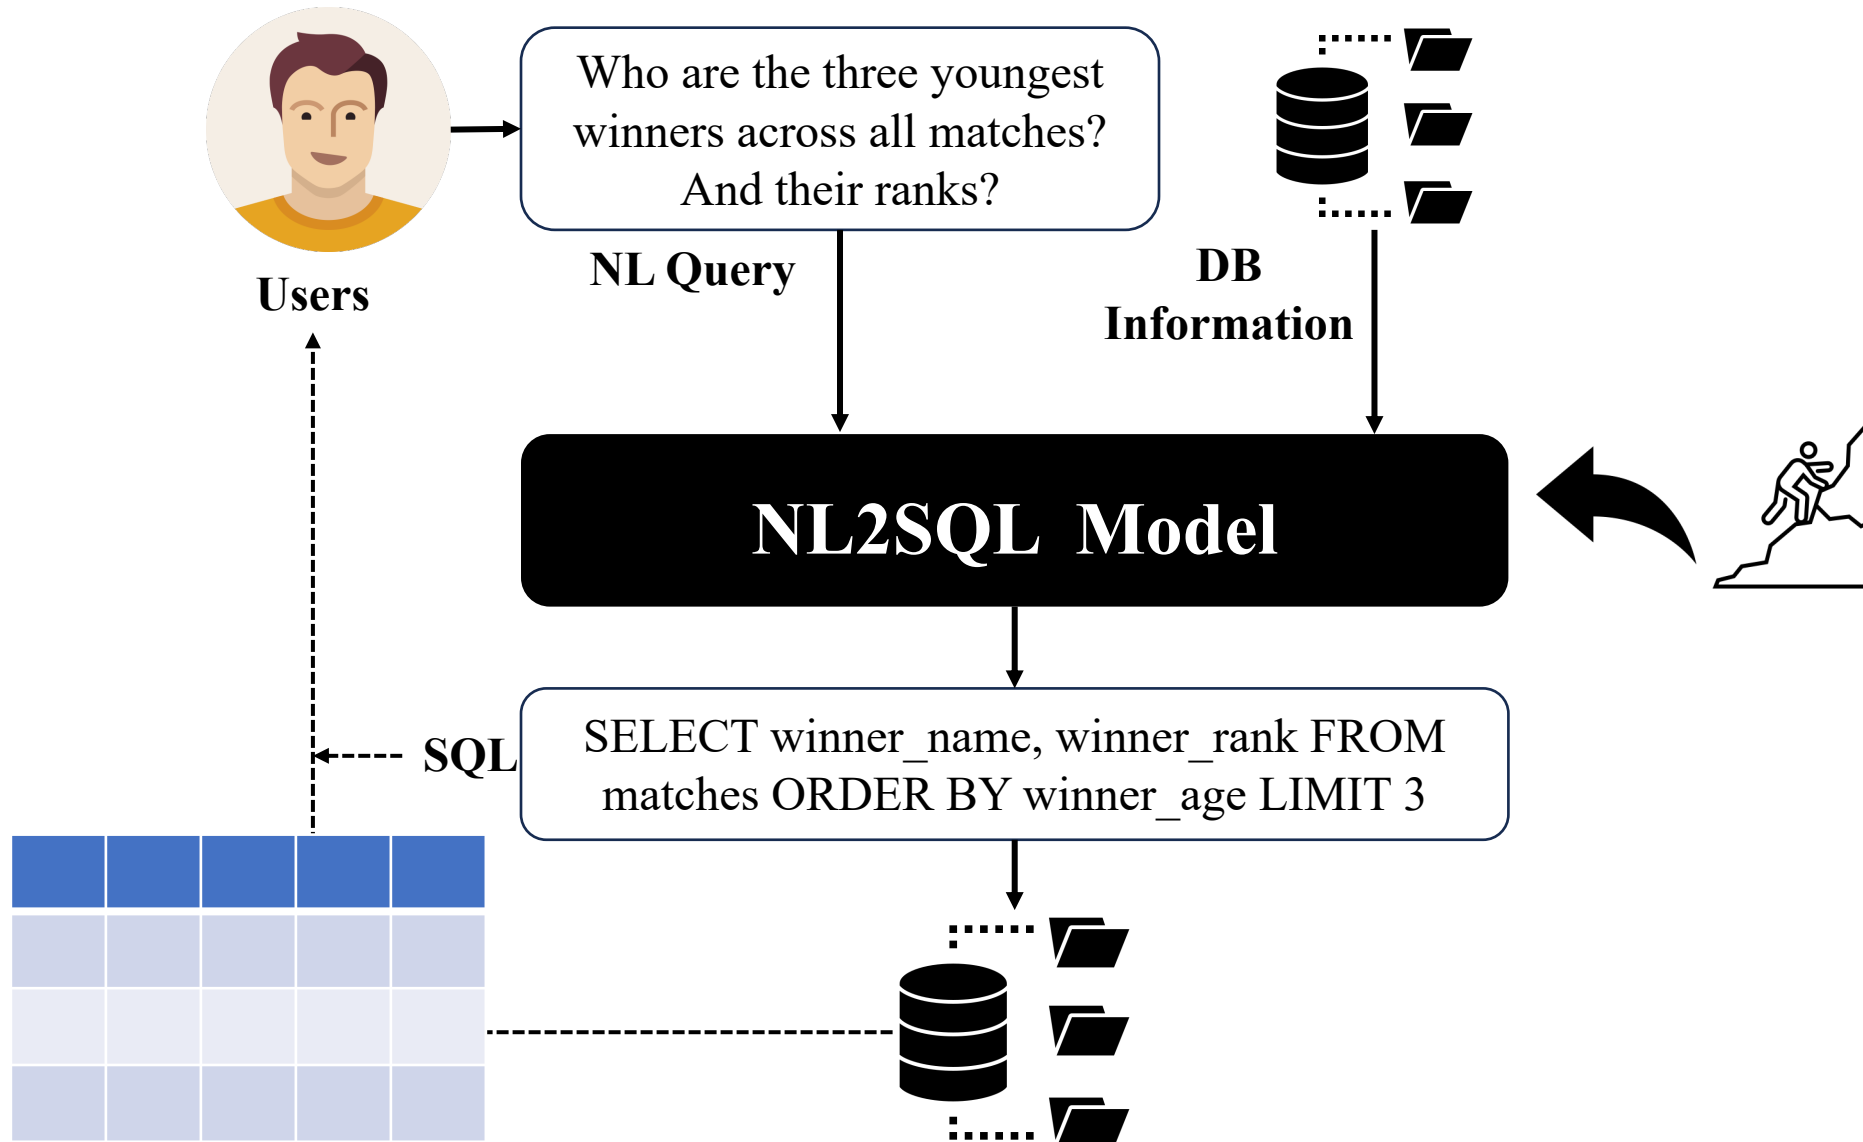 Who are the three youngest
winners across all matches?
And their ranks?
Users
NL Query
DB
Information
NL2SQL Model
SQL
SELECT winner_name, winner_rank FROM
matches ORDER BY winner_age LIMIT 3